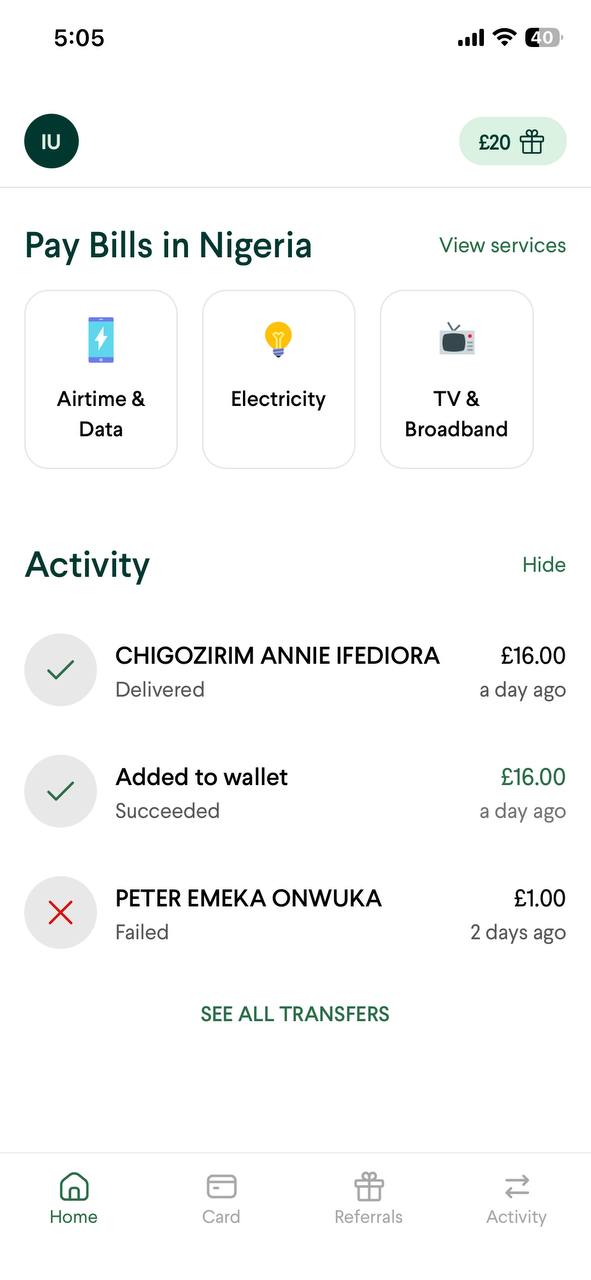 5:05
40
IU
£20
Pay Bills in Nigeria
View services
Airtime &
Data
Electricity
TV &
Broadband
Activity
Hide
CHIGOZIRIM ANNIE IFEDIORA
£16.00
Delivered
a day ago
Added to wallet
£16.00
Succeeded
a day ago
PETER EMEKA ONWUKA
£1.00
Failed
2 days ago
SEE ALL TRANSFERS
Home
Card
Referrals
Activity